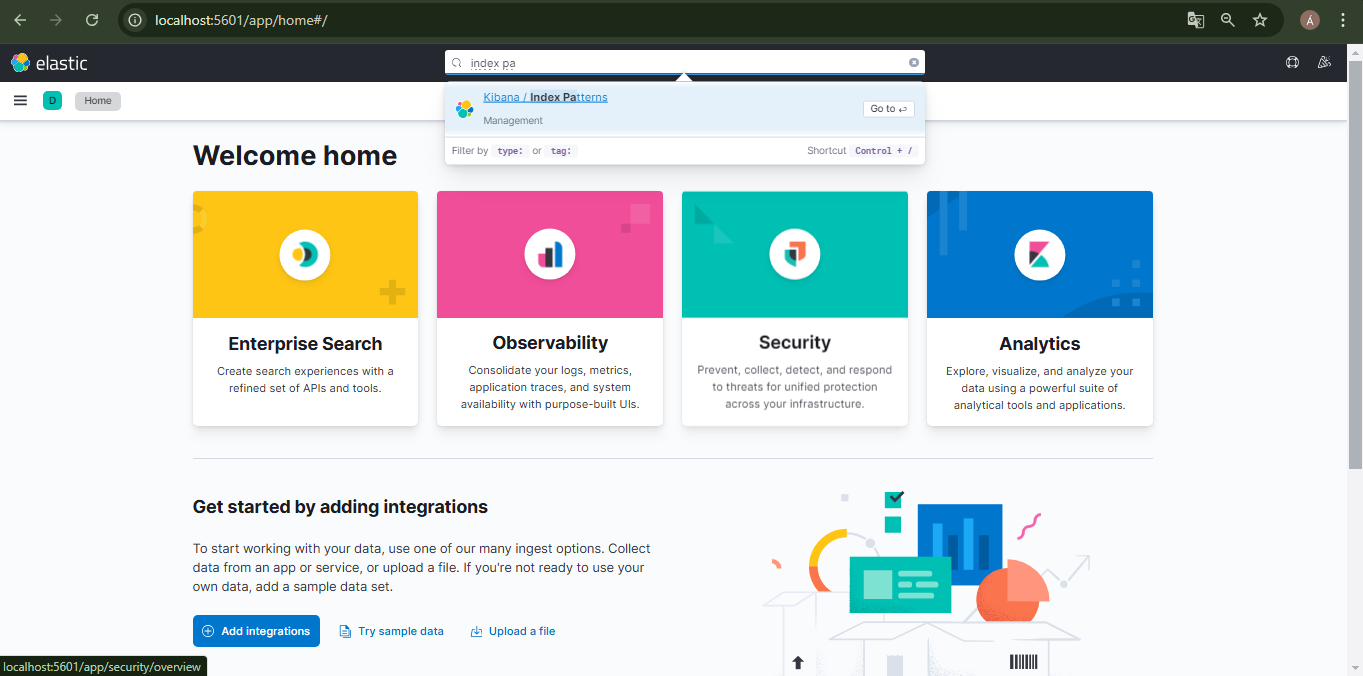 localhost:5601/app/home#/
Á
elastic
index pa
D
Home
Kibana / Index Patterns
Go to
Management
Filter by type: or tag:
Shortcut Control + /
Welcome home
Enterprise Search
Create search experiences with a
refined set of APIs and tools.
Observability
Consolidate your logs, metrics,
application traces, and system
availability with purpose-built UIs.
Security
Prevent, collect, detect, and respond
to threats for unified protection
across your infrastructure.
Analytics
Explore, visualize, and analyze your
data using a powerful suite of
analytical tools and applications.
Get started by adding integrations
To start working with your data, use one of our many ingest options. Collect
data from an app or service, or upload a file. If you're not ready to use your
own data, add a sample data set.
Add integrations
Try sample data
Upload a file
localhost:5601/app/security/overview